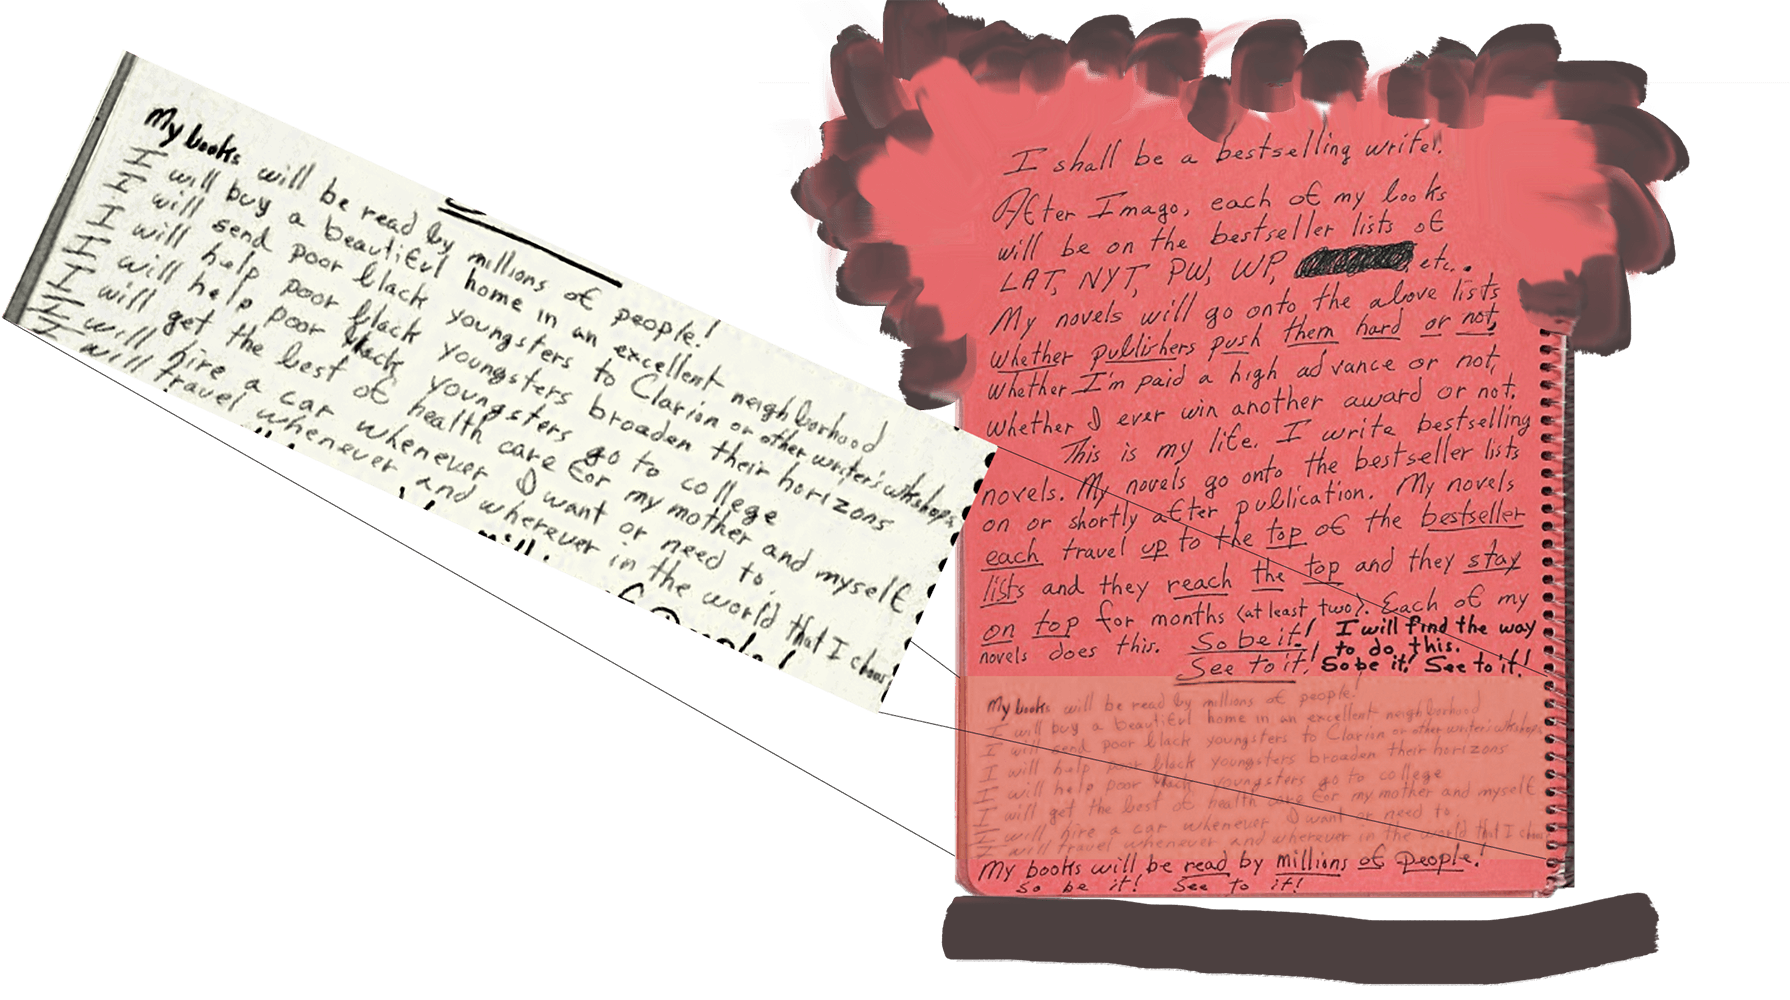 My books will be read by millions of people!
I will buy a beautiful home in an excellent neighborhood
I will send poor black youngsters to Clarion or other writer's wkshops
I will help poor black youngsters broaden their horizons
I will help poor black youngsters go to college
I will get the best of health care for my mother and myself
I will hire a car whenever I want or need to.
I will travel whenever and wherever in the world that I choose
I shall be a bestselling writer.
After Imago, each of my books
will be on the bestseller lists of
LAT, NYT, PW, WP, etc.
My novels will go onto the above lists
whether publishers push them hard or not,
whether I'm paid a high advance or not,
whether I ever win another award or not.
This is my life. I write bestselling
novels. My novels go onto the bestseller lists
on or shortly after publication. My novels
each travel up to the top of the bestseller
lists and they reach the top and they stay
on top for months (at least two). Each of my
novels does this. So be it! I will find the way
to do this.
See to it! So be it! See to it!
My books will be read by millions of people!
I will buy a beautiful home in an excellent neighborhood
I will send poor black youngsters to Clarion or other writer's wkshops
I will help poor black youngsters broaden their horizons
I will help poor black youngsters go to college
I will get the best of health care for my mother and myself
I will hire a car whenever I want or need to.
I will travel whenever and wherever in the world that I choose
My books will be read by millions of people!
So be it! See to it!